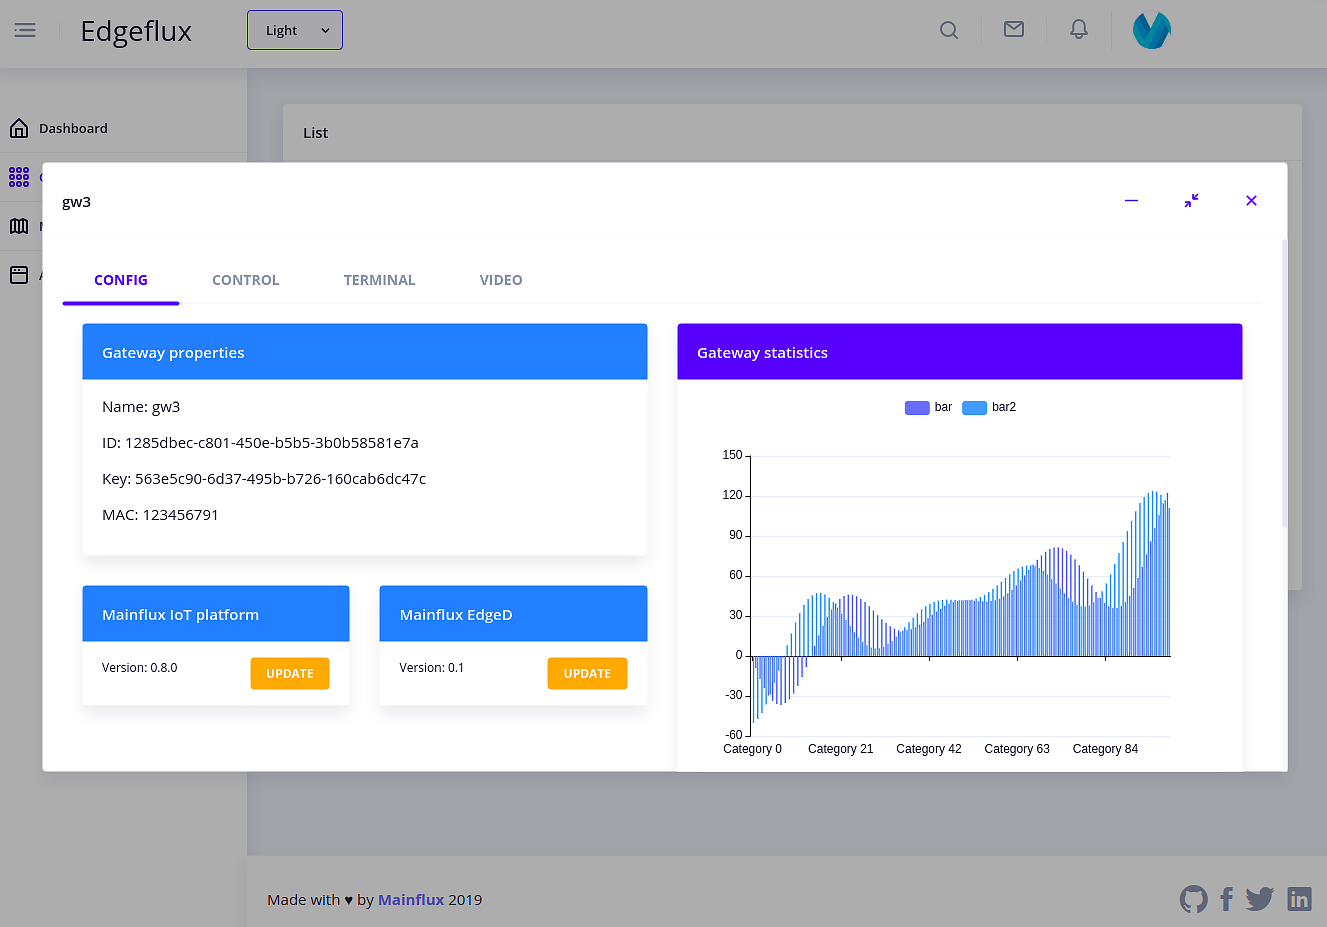 Edgeflux
Light
Dashboard
List
gw3
CONFIG
CONTROL
TERMINAL
VIDEO
Gateway properties
Name: gw3
ID: 1285dbec-c801-450e-b5b5-3b0b58581e7a
Key: 563e5c90-6d37-495b-b726-160cab6dc47c
MAC: 123456791
Mainflux IoT platform
Version: 0.8.0
UPDATE
Mainflux EdgeD
Version: 0.1
UPDATE
Gateway statistics
bar
bar2
150
120
90
60
30
0
-30
-60
Category 0
Category 21
Category 42
Category 63
Category 84
Made with ♥ by Mainflux 2019